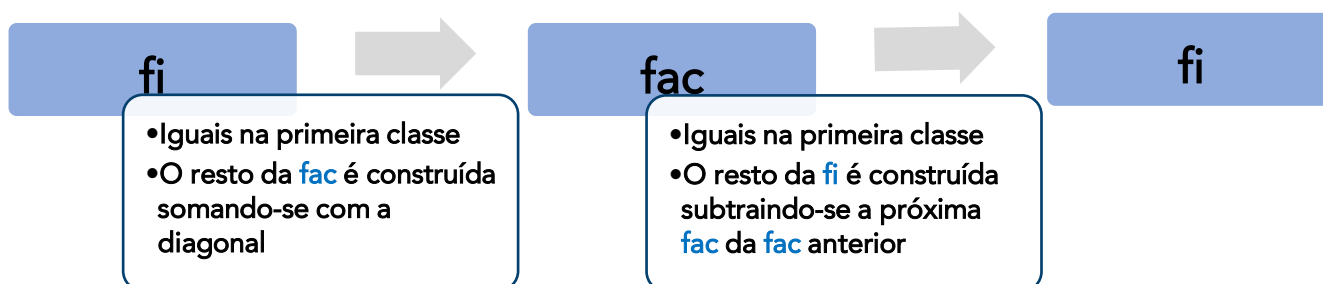 fi
fac
fi
•Iguais na primeira classe
•O resto da fac é construída
somando-se com a
diagonal
•Iguais na primeira classe
•O resto da fi é construída
subtraindo-se a próxima
fac da fac anterior